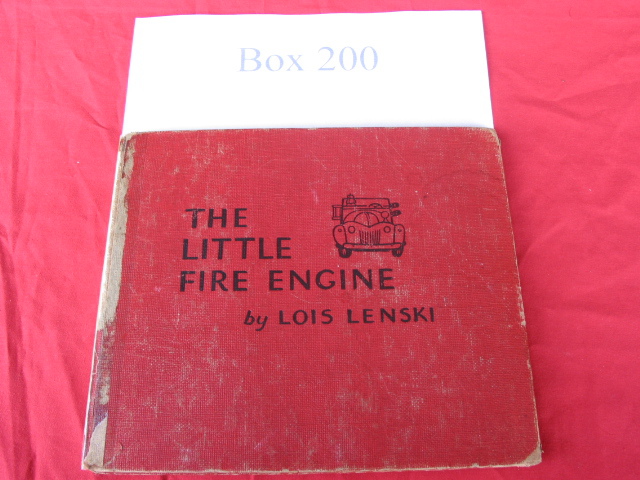 Box 200
THE
LITTLE
FIRE ENGINE
by LOIS LENSKI